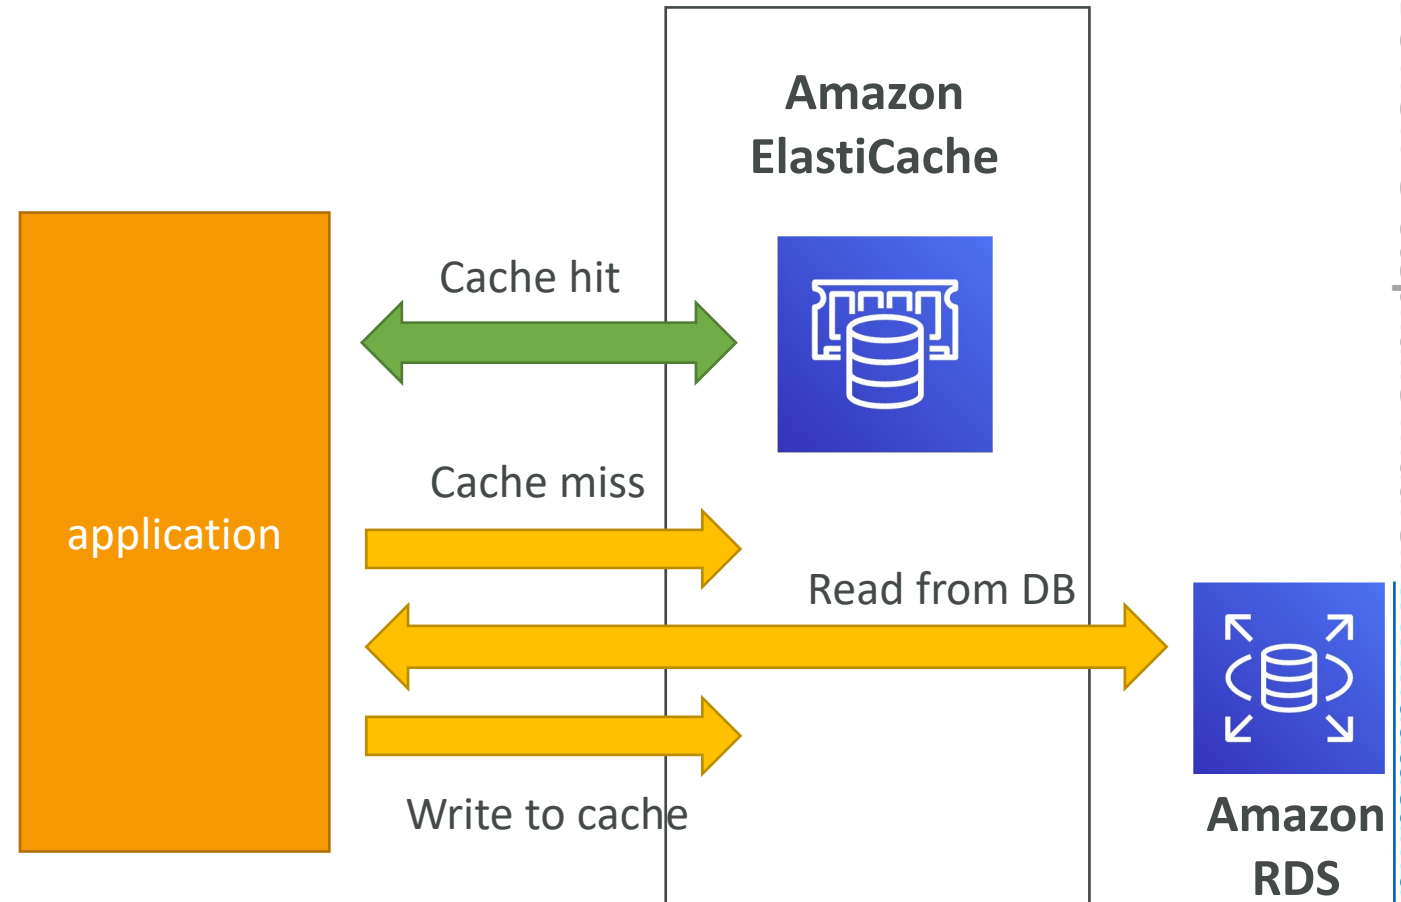 Amazon
ElastiCache
Cache hit
Cache miss
application
Read from DB
Write to cache
Amazon
RDS